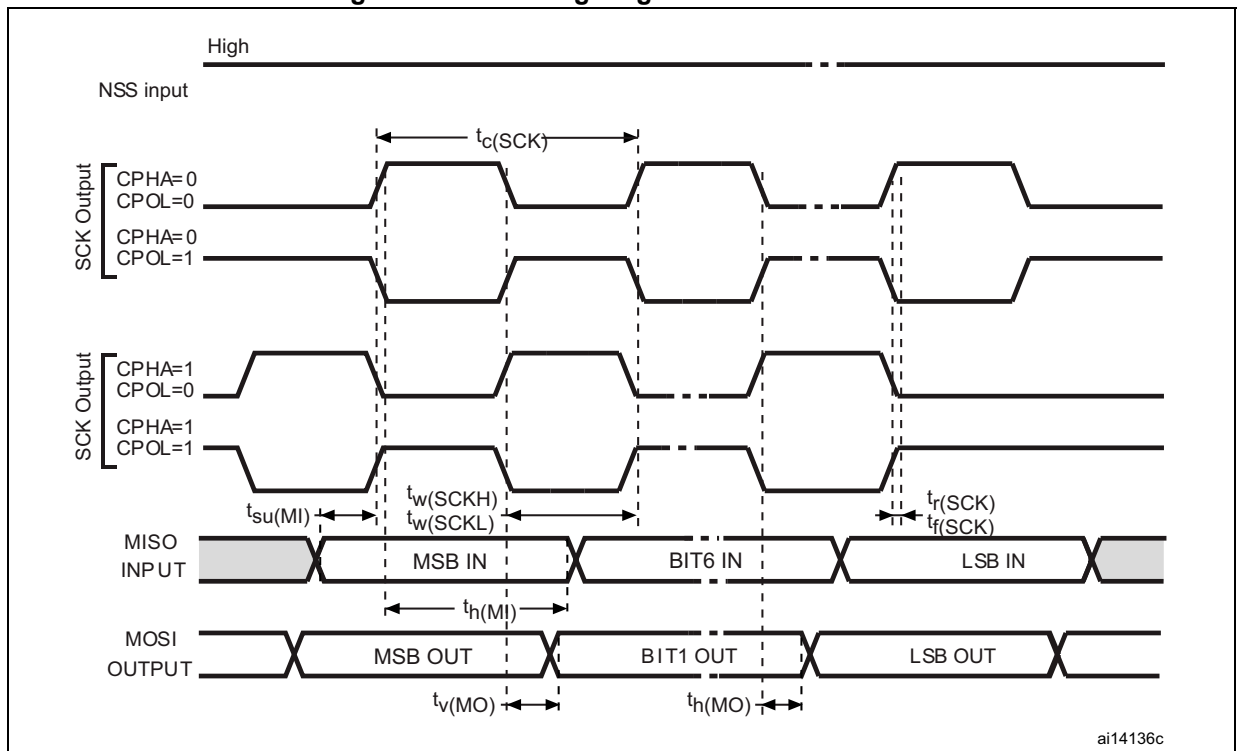 High
NSS input
tc(SCK)
SCK Output
CPHA=0
CPOL=0
CPHA=0
CPOL=1
SCK Output
CPHA=1
CPOL=0
CPHA=1
CPOL=1
tsu(MI)
tw(SCKH)
tw(SCKL)
tr(SCK)
tf(SCK)
MISO
INPUT
MSB IN
BIT6 IN
LSB IN
th(MI)
MOSI
OUTPUT
MSB OUT
BIT1 OUT
LSB OUT
tv(MO)
th(MO)
ai14136c